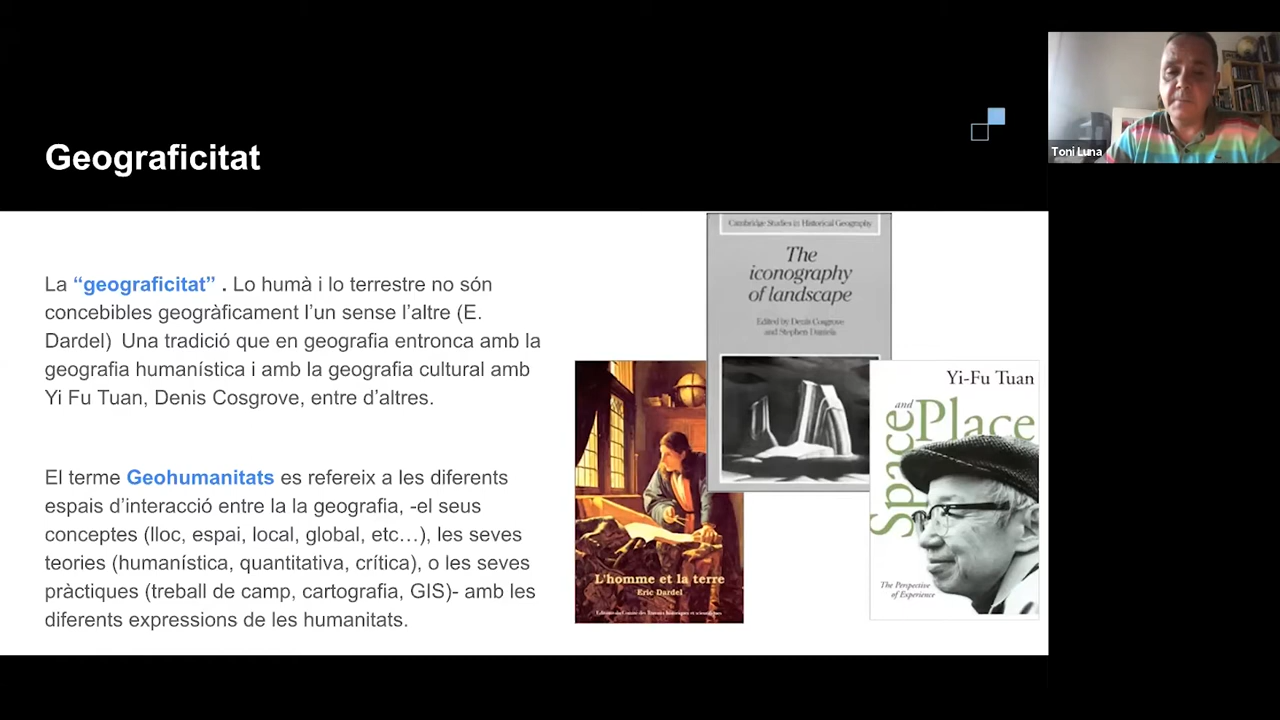 Geograficitat
La “geograficitat” . Lo humà i lo terrestre no són
concebibles geogràficament l’un sense l’altre (E.
Dardel) Una tradició que en geografia entronca amb la
geografia humanística i amb la geografia cultural amb
Yi Fu Tuan, Denis Cosgrove, entre d’altres.
El terme Geohumanitats es refereix a les diferents
espais d’interacció entre la la geografia, -el seus
conceptes (lloc, espai, local, global, etc…), les seves
teories (humanística, quantitativa, crítica), o les seves
pràctiques (treball de camp, cartografia, GIS)- amb les
diferents expressions de les humanitats.
Cambridge Studies in Historical Geography
The
iconography
of landscape
Edited by Denis Cosgrove
and Stephen Daniels
L'homme et la terre
Eric Dardel
Yi-Fu Tuan
Space
and
Place
The Perspective
of Experience
Toni Luna